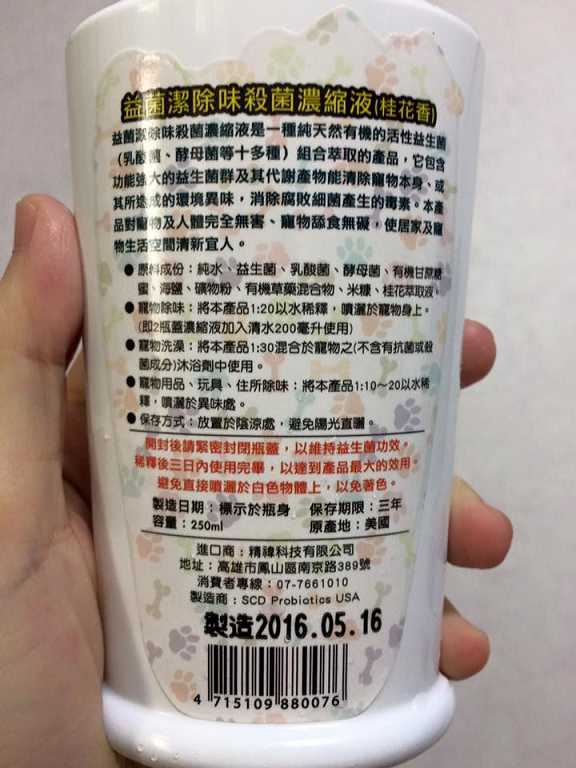 益菌潔除味殺菌濃縮液(桂花香)
益菌潔除味殺菌濃縮液是一種純天然有機的活性益生菌
（乳酸菌、酵母菌等十多種）組合萃取的產品，它包含
功能強大的益生菌群及其代謝產物能清除寵物本身、或
其所造成的環境異味，消除腐敗細菌產生的毒素。本產
品對寵物及人體完全無害、寵物舔食無礙，使居家及寵
物生活空間清新宜人。
● 原料成份：純水、益生菌、乳酸菌、酵母菌、有機甘蔗糖
蜜、海鹽、礦物粉、有機草藥混合物、米糠、桂花萃取液。
● 寵物除味：將本產品1:20以水稀釋，噴灑於寵物身上。
(即2瓶蓋濃縮液加入清水200毫升使用)
● 寵物洗澡：將本產品1:30混合於寵物之(不含有抗菌或殺
菌成分)沐浴劑中使用。
● 寵物用品、玩具、住所除味：將本產品1:10~20以水稀
釋，噴灑於異味處。
● 保存方式：放置於陰涼處，避免陽光直曬。
開封後請緊密封閉瓶蓋，以維持益生菌功效。
稀釋後三日內使用完畢，以達到產品最大的效用。
避免直接噴灑於白色物體上，以免著色。
製造日期：標示於瓶身 保存期限：三年
容量：250ml 原產地：美國
進口商：精禕科技有限公司
地址：高雄市鳳山區南京路389號
消費者專線：07-7661010
製造商：SCD Probiotics USA
製造2016.05.16
4 715109 880076